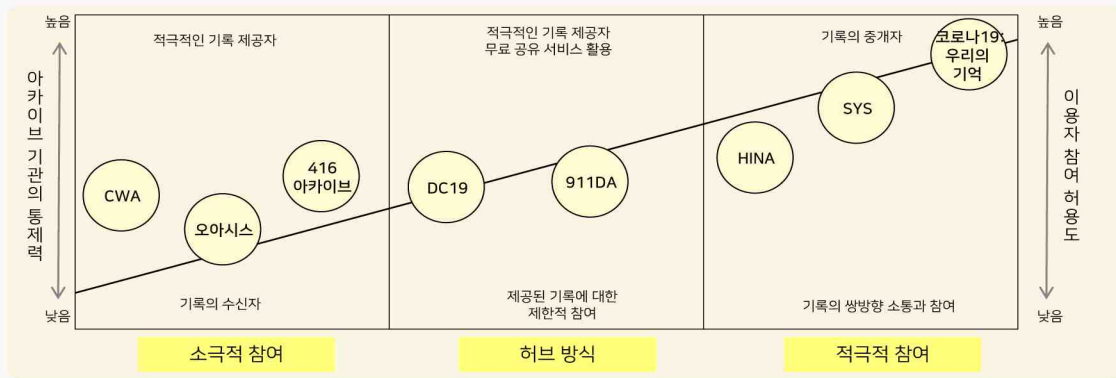 높음
아카이브 기관의 통제력
낮음
적극적인 기록 제공자
적극적인 기록 제공자
무료 공유 서비스 활용
기록의 중개자
코로나19:
우리의
기억
SYS
HINA
911DA
DC19
416
아카이브
오아시스
CWA
기록의 수신자
제공된 기록에 대한
제한적 참여
기록의 쌍방향 소통과 참여
높음
이용자 참여 허용도
낮음
소극적 참여
허브 방식
적극적 참여